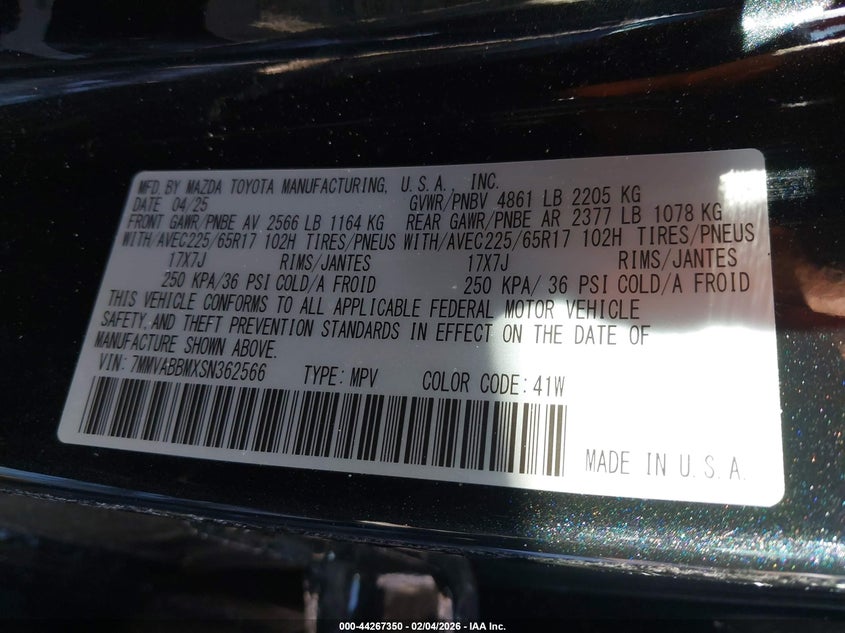 MFD. BY MAZDA TOYOTA MANUFACTURING, U.S.A. INC.
DATE 04/25 GVWR/PNBV 4861 LB 2205 KG
FRONT GAWR/PNBE AV 2566 LB 1164 KG REAR GAWR/PNBE AR 2377 LB 1078 KG
WITH/AVEC225/65R17 102H TIRES/PNEUS WITH/AVEC225/65R17 102H TIRES/PNEUS
17X7J RIMS/JANTES 17X7J RIMS/JANTES
250 KPA/36 PSI COLD/A FROID 250 KPA/ 36 PSI COLD/A FROID
THIS VEHICLE CONFORMS TO ALL APPLICABLE FEDERAL MOTOR VEHICLE
SAFETY, AND THEFT PREVENTION STANDARDS IN EFFECT ON THE DATE OF
MANUFACTURE SHOWN ABOVE.
VIN: 7MMVABBMXSN362566 TYPE: MPV COLOR CODE: 41W
MADE IN U.S.A.
000-44267350 - 02/04/2026 - IAA Inc.